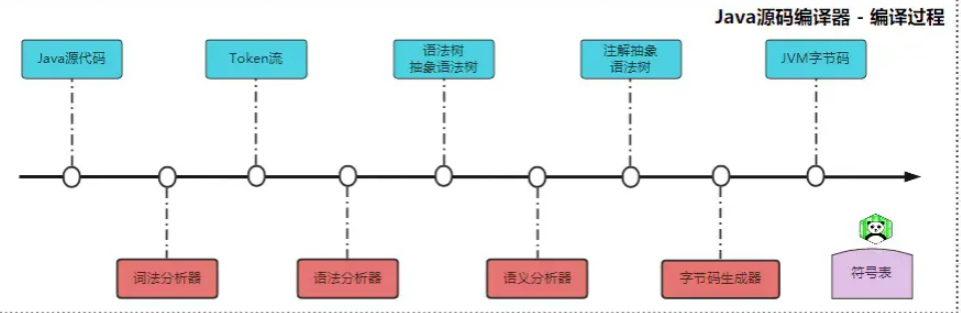 Java源码编译器 - 编译过程
Java源代码
Token流
语法树
抽象语法树
注解抽象
语法树
JVM字节码
词法分析器
语法分析器
语义分析器
字节码生成器
符号表